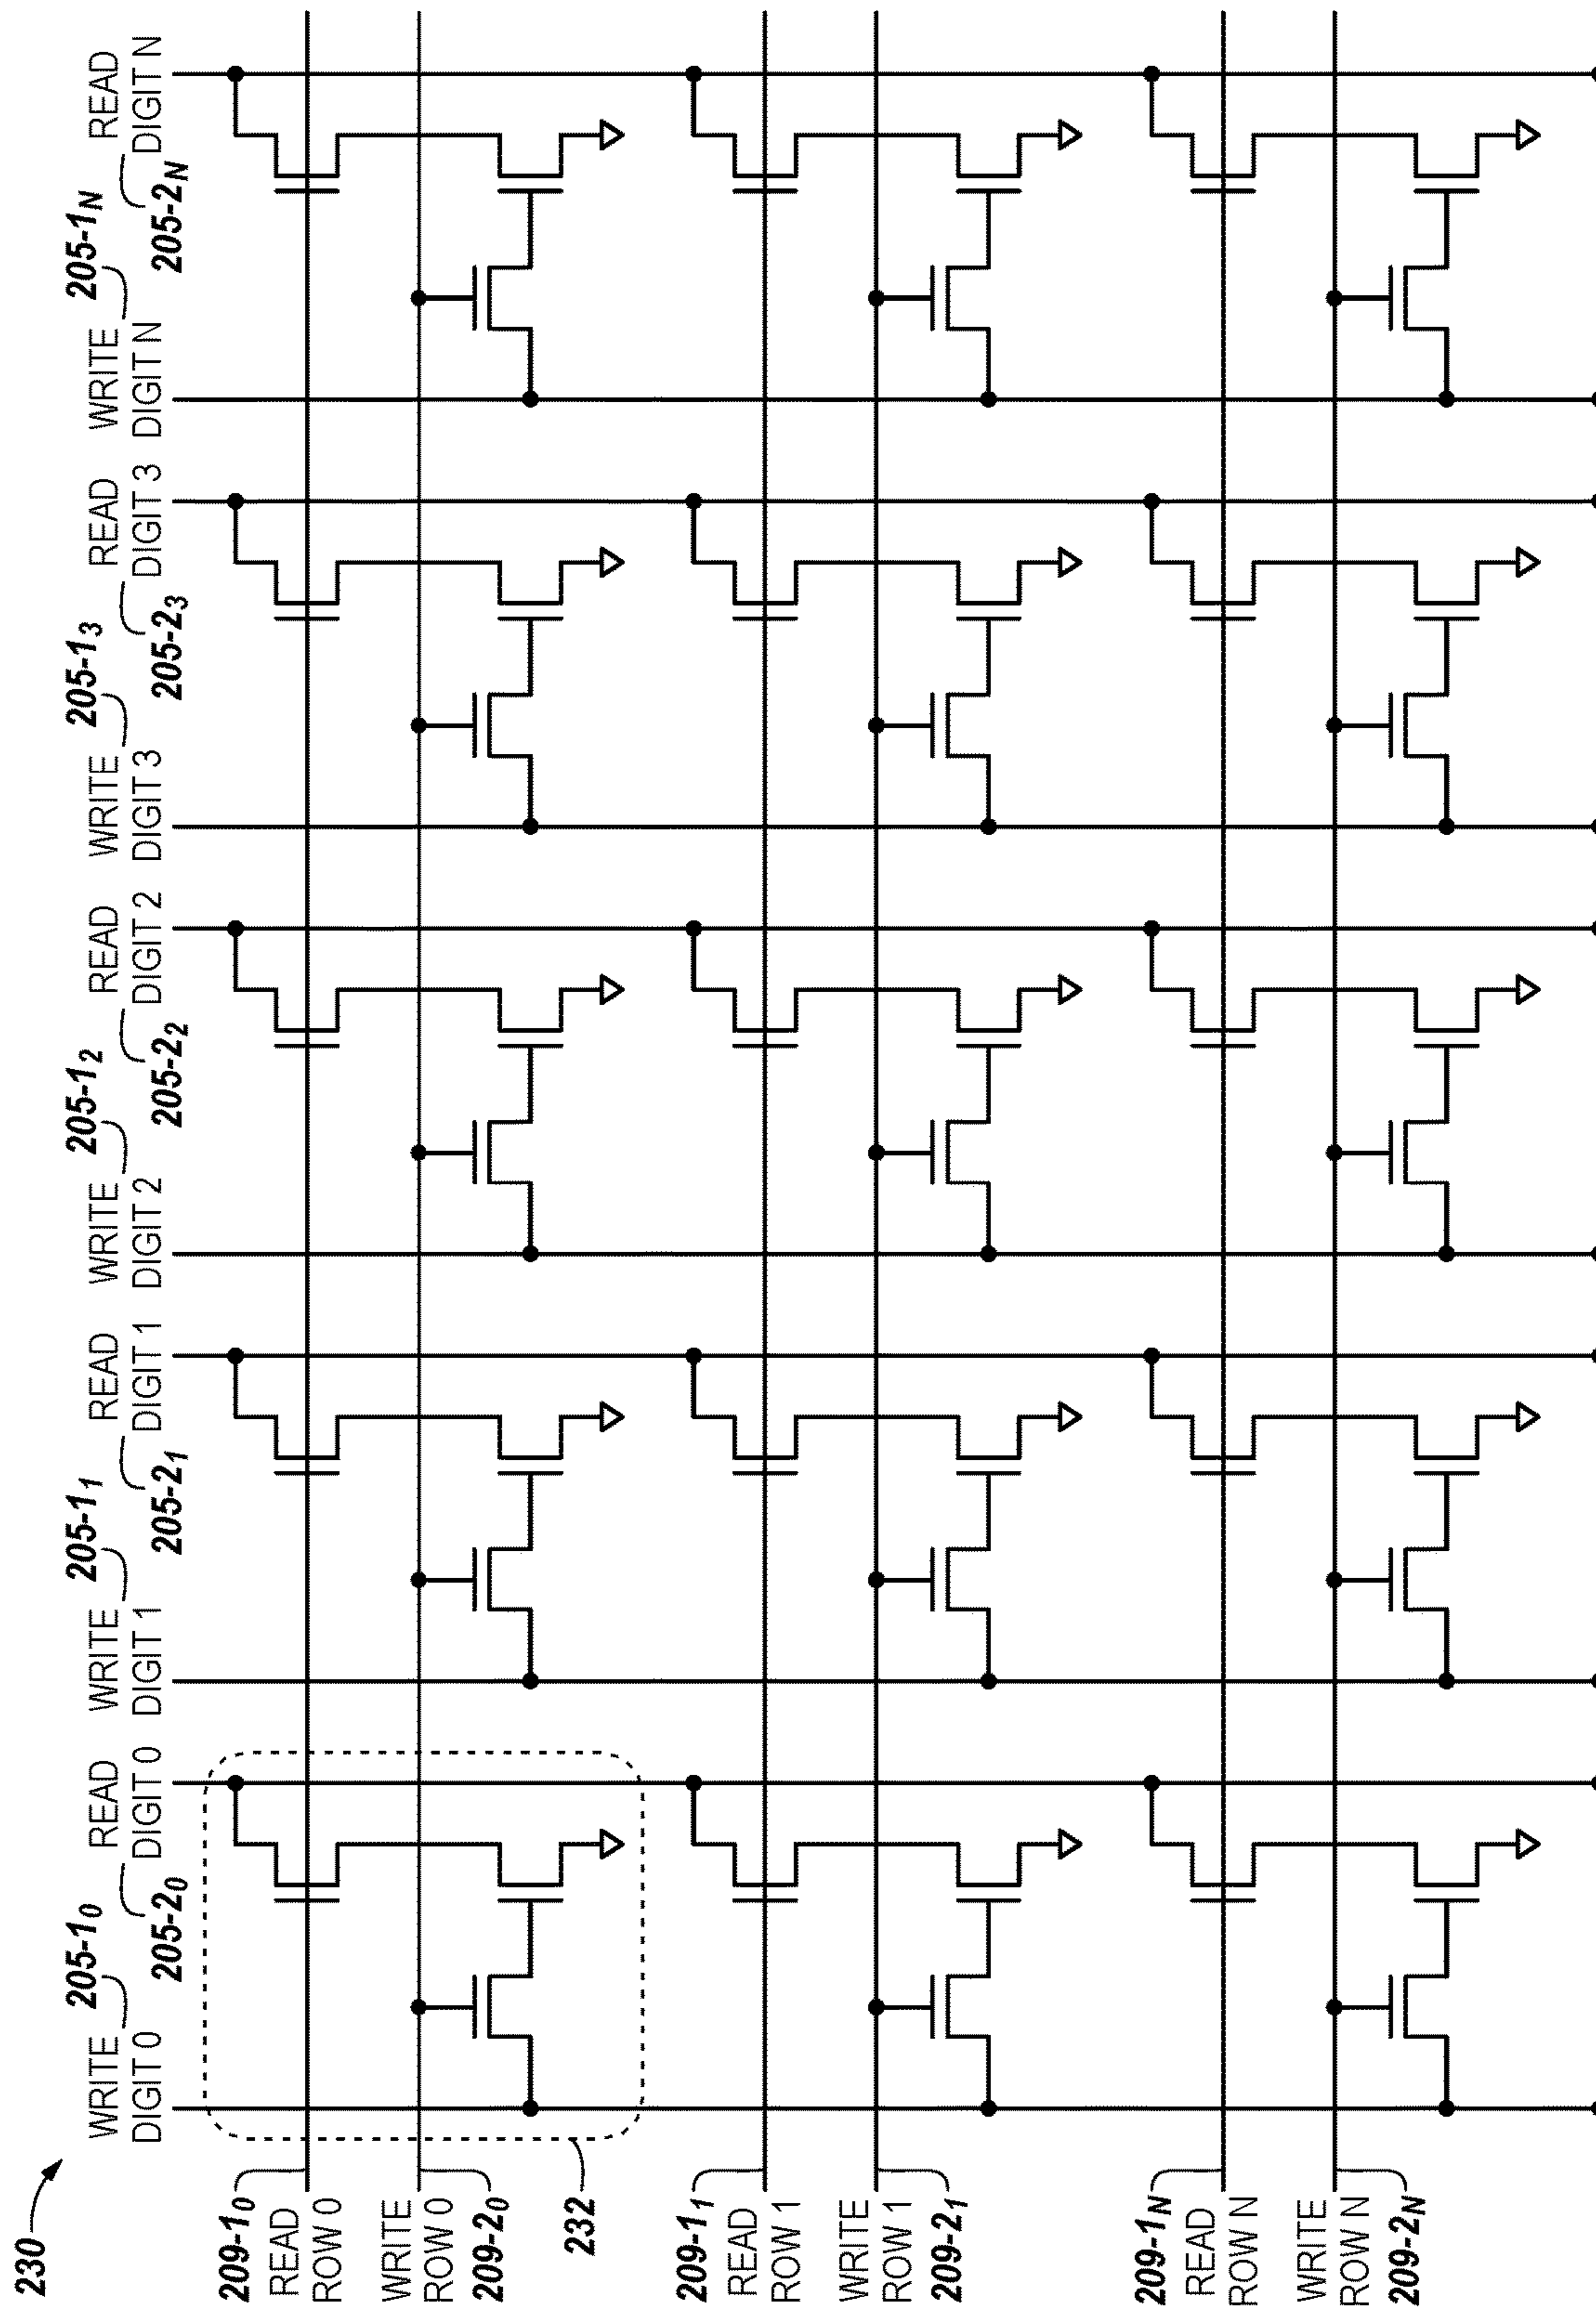 230
WRITE
DIGIT 0
205-1₀
READ
DIGIT 0
205-2₀
WRITE
DIGIT 1
205-1₁
READ
DIGIT 1
205-2₁
WRITE
DIGIT 2
205-1₂
READ
DIGIT 2
205-2₂
WRITE
DIGIT 3
205-1₃
READ
DIGIT 3
205-2₃
WRITE
DIGIT N
205-1N
READ
DIGIT N
205-2N
209-1₀
READ
ROW 0
WRITE
ROW 0
209-2₀
232
209-1₁
READ
ROW 1
WRITE
ROW 1
209-2₁
209-1N
READ
ROW N
WRITE
ROW N
209-2N